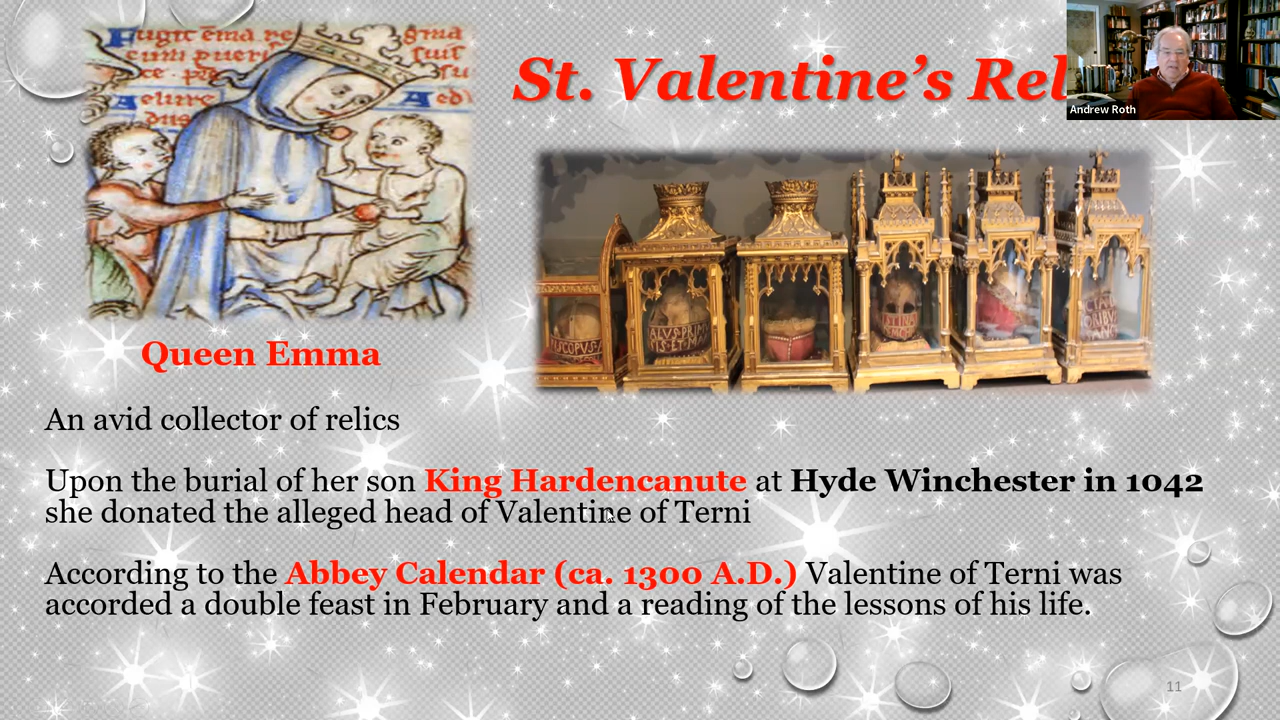 St. Valentine's Rel
Andrew Roth
Queen Emma
An avid collector of relics
Upon the burial of her son King Hardencanute at Hyde Winchester in 1042
she donated the alleged head of Valentine of Terni
According to the Abbey Calendar (ca. 1300 A.D.) Valentine of Terni was
accorded a double feast in February and a reading of the lessons of his life.
11